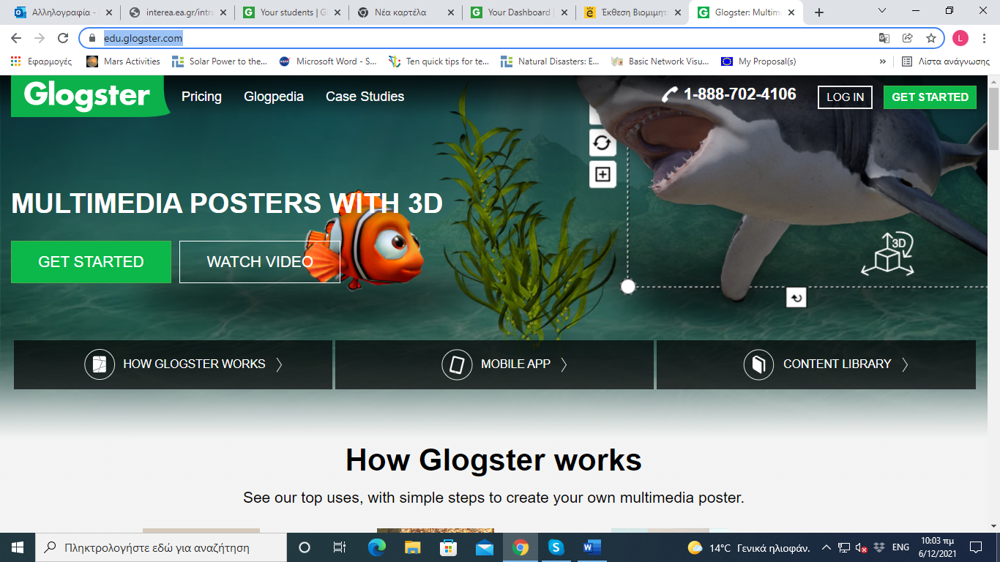 Αλληλογραφία -
interea.ea.gr/intra
Your students | Gl
Νέα καρτέλα
Your Dashboard |
Έκθεση Βιομιμητ
Glogster: Multim
edu.glogster.com
L
Εφαρμογές
Mars Activities
Solar Power to the...
Microsoft Word - S...
Ten quick tips for te...
Natural Disasters: E...
Basic Network Visu...
My Proposal(s)
»
Λίστα ανάγνωσης
Glogster
Pricing
Glogpedia
Case Studies
1-888-702-4106
LOG IN
GET STARTED
MULTIMEDIA POSTERS WITH 3D
GET STARTED
WATCH VIDEO
3D
HOW GLOGSTER WORKS
MOBILE APP
CONTENT LIBRARY
How Glogster works
See our top uses, with simple steps to create your own multimedia poster.
Πληκτρολογήστε εδώ για αναζήτηση
14°C Γενικά ηλιοφάν.
ENG
10:03 πμ
6/12/2021